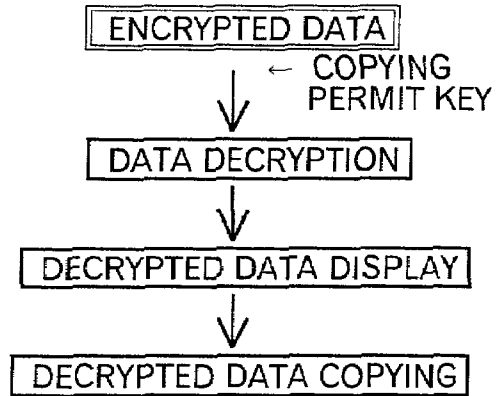 ENCRYPTED DATA
← COPYING
PERMIT KEY
DATA DECRYPTION
DECRYPTED DATA DISPLAY
DECRYPTED DATA COPYING